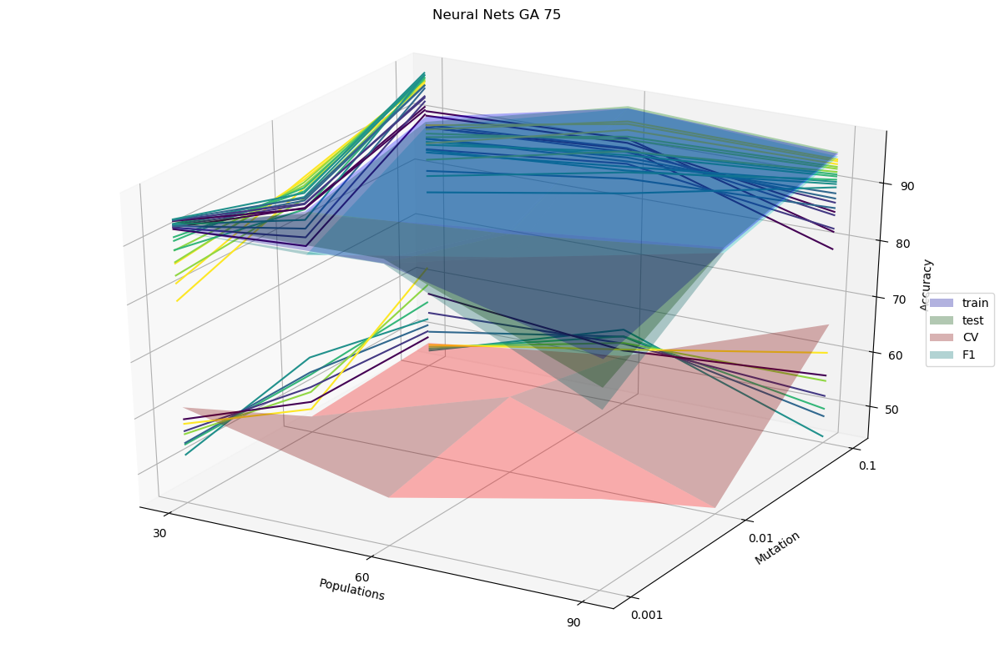 Neural Nets GA 75
90
80
70
60
50
Accuracy
train
test
CV
F1
0.1
0.01
0.001
Mutation
30
60
90
Populations